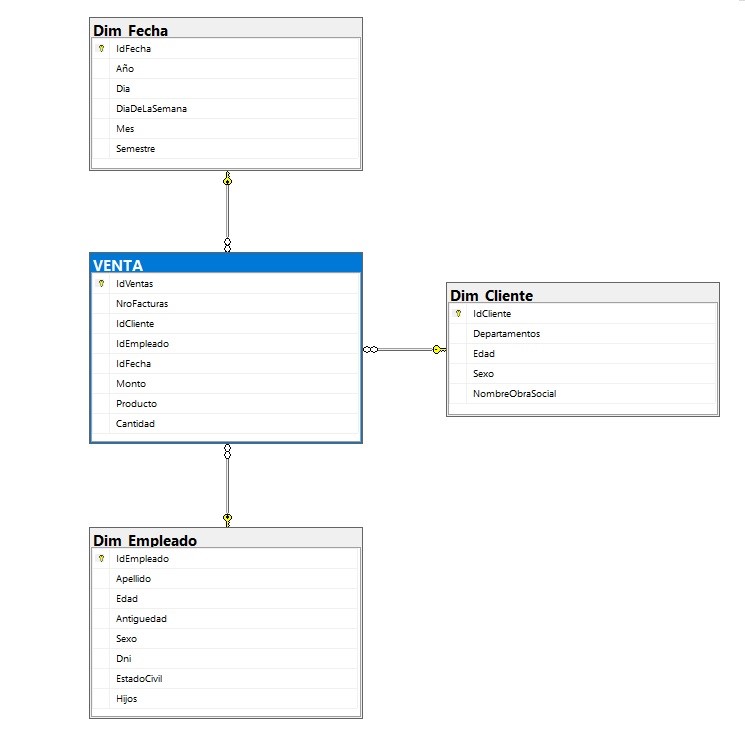 Dim_Fecha
IdFecha
Año
Dia
DiaDeLaSemana
Mes
Semestre
VENTA
IdVentas
NroFacturas
IdCliente
IdEmpleado
IdFecha
Monto
Producto
Cantidad
Dim_Cliente
IdCliente
Departamentos
Edad
Sexo
NombreObraSocial
Dim_Empleado
IdEmpleado
Apellido
Edad
Antiguedad
Sexo
Dni
EstadoCivil
Hijos